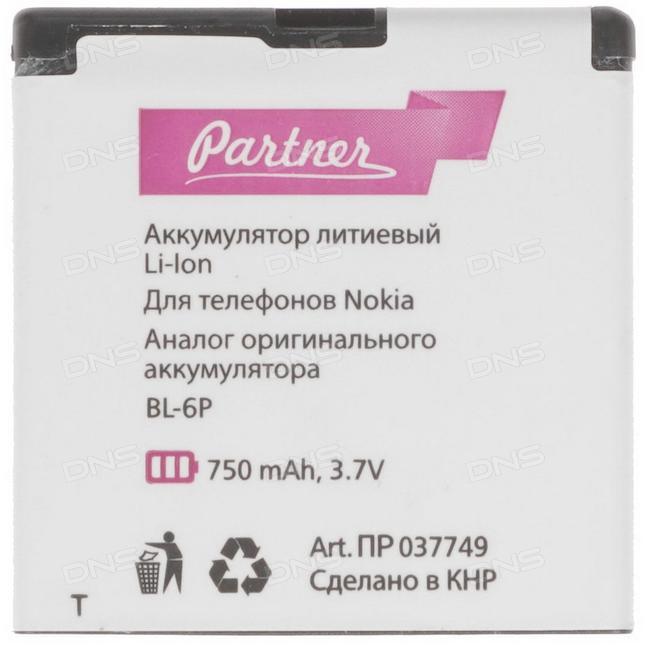 Partner
Аккумулятор литиевый
Li-Ion
Для телефонов Nokia
Аналог оригинального
аккумулятора
BL-6P
750 mAh, 3.7V
Art. ПР 037749
Сделано в КНР
T
DNS